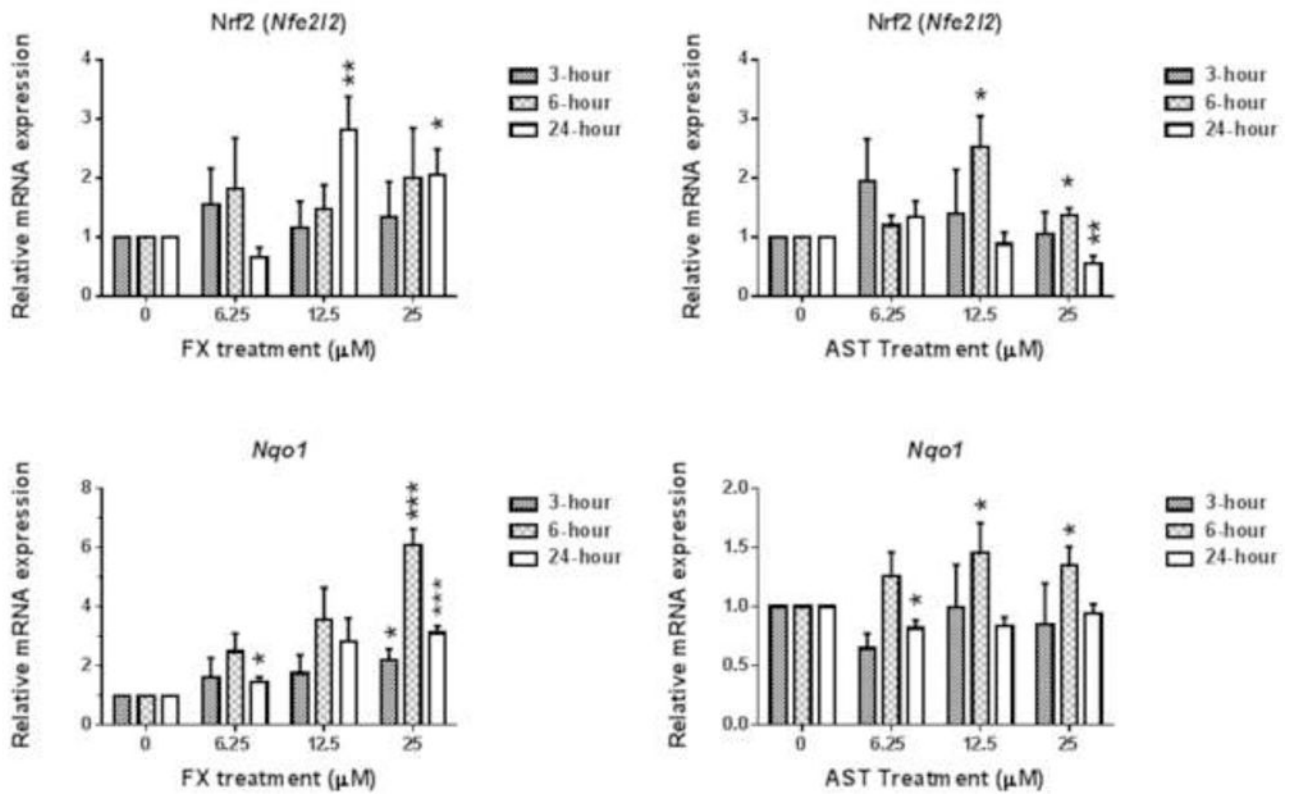 Nrf2 (Nfe2l2)
Relative mRNA expression
4
3
2
1
0
**
*
3-hour
6-hour
24-hour
0 6.25 12.5 25
FX treatment (μM)
Nrf2 (Nfe2l2)
Relative mRNA expression
4
3
2
1
0
*
*
**
3-hour
6-hour
24-hour
0 6.25 12.5 25
AST Treatment (μM)
Nqo1
Relative mRNA expression
8
6
4
2
0
*
*
***
***
3-hour
6-hour
24-hour
0 6.25 12.5 25
FX treatment (μM)
Nqo1
Relative mRNA expression
2.0
1.5
1.0
0.5
0.0
*
*
*
3-hour
6-hour
24-hour
0 6.25 12.5 25
AST Treatment (μM)